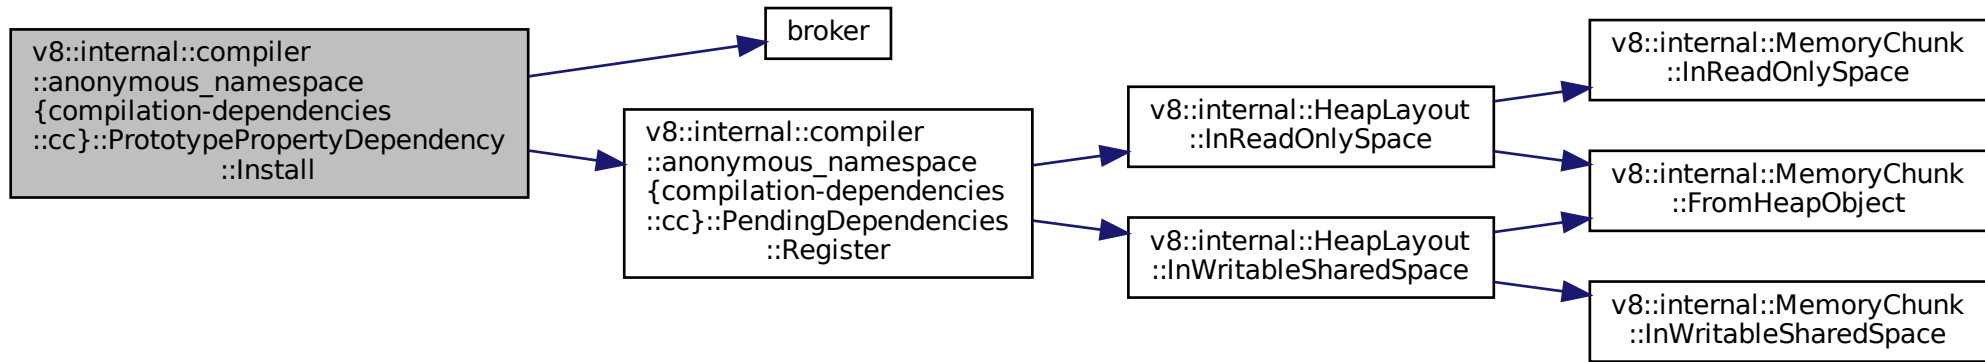 v8::internal::compiler
::anonymous_namespace
{compilation-dependencies
::cc}::PrototypePropertyDependency
::Install
broker
v8::internal::compiler
::anonymous_namespace
{compilation-dependencies
::cc}::PendingDependencies
::Register
v8::internal::HeapLayout
::InReadOnlySpace
v8::internal::HeapLayout
::InWritableSharedSpace
v8::internal::MemoryChunk
::InReadOnlySpace
v8::internal::MemoryChunk
::FromHeapObject
v8::internal::MemoryChunk
::InWritableSharedSpace